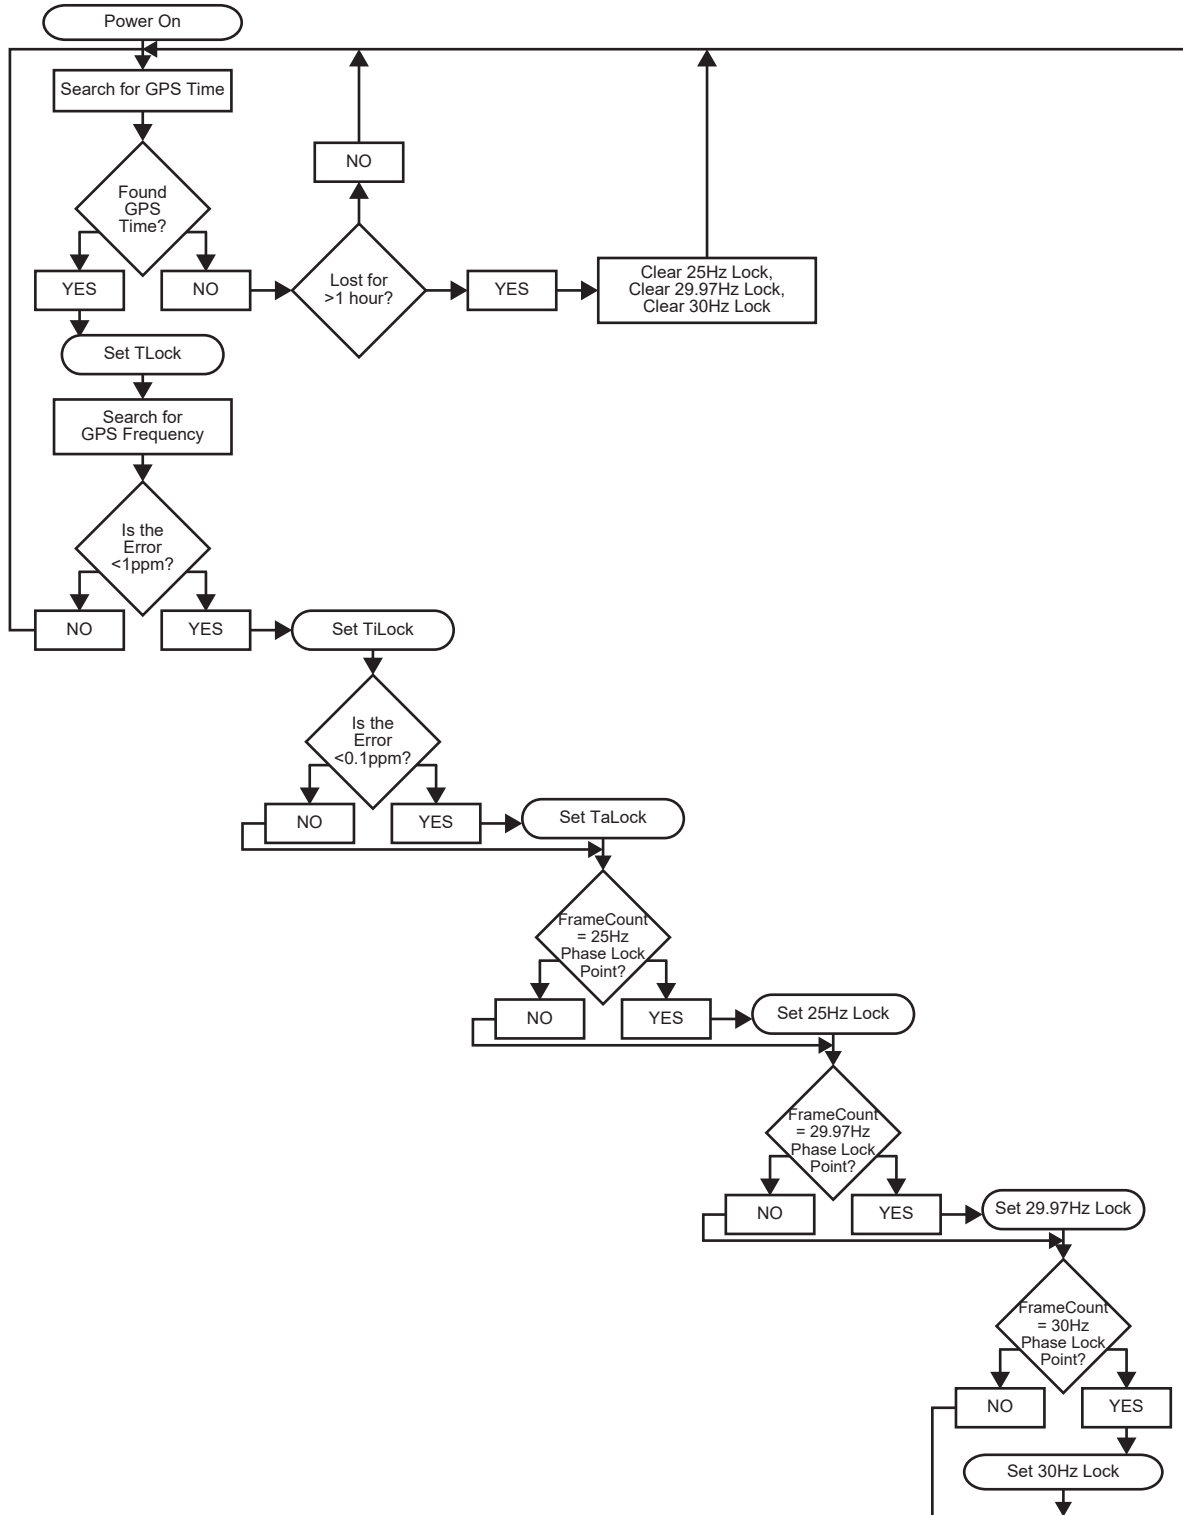 Power On
Search for GPS Time
Found
GPS
Time?
YES
NO
NO
Lost for
>1 hour?
YES
Clear 25Hz Lock,
Clear 29.97Hz Lock,
Clear 30Hz Lock
Set TLock
Search for
GPS Frequency
Is the
Error
<1ppm?
NO
YES
Set TiLock
Is the
Error
<0.1ppm?
NO
YES
Set TaLock
FrameCount
= 25Hz
Phase Lock
Point?
NO
YES
Set 25Hz Lock
FrameCount
= 29.97Hz
Phase Lock
Point?
NO
YES
Set 29.97Hz Lock
FrameCount
= 30Hz
Phase Lock
Point?
NO
YES
Set 30Hz Lock